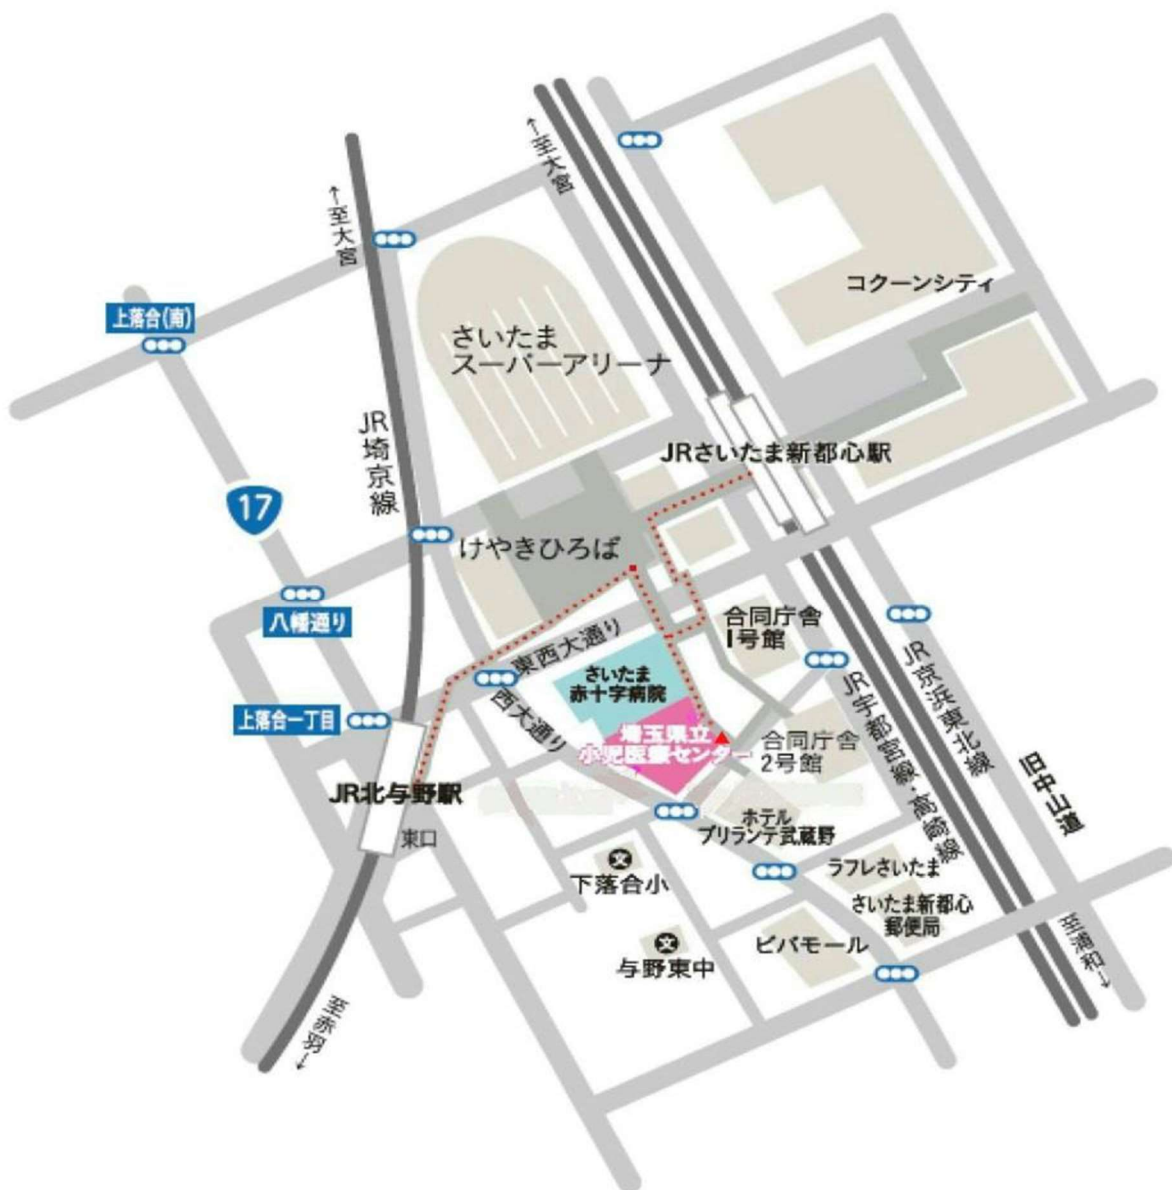 ←至大宮
←至大宮
コクーンシティ
上落合(南)
さいたま
スーパーアリーナ
JR埼京線
JRさいたま新都心駅
17
けやきひろば
八幡通り
東西大通り
合同庁舎
1号館
さいたま
赤十字病院
西大通り
上落合一丁目
埼玉県立
小児医療センター
合同庁舎
2号館
JR宇都宮線・高崎線
JR京浜東北線
旧中山道
JR北与野駅
東口
ホテル
ブリランテ武蔵野
文
下落合小
ラフレさいたま
さいたま新都心
郵便局
文
与野東中
ビバモール
至浦和→
至赤羽→